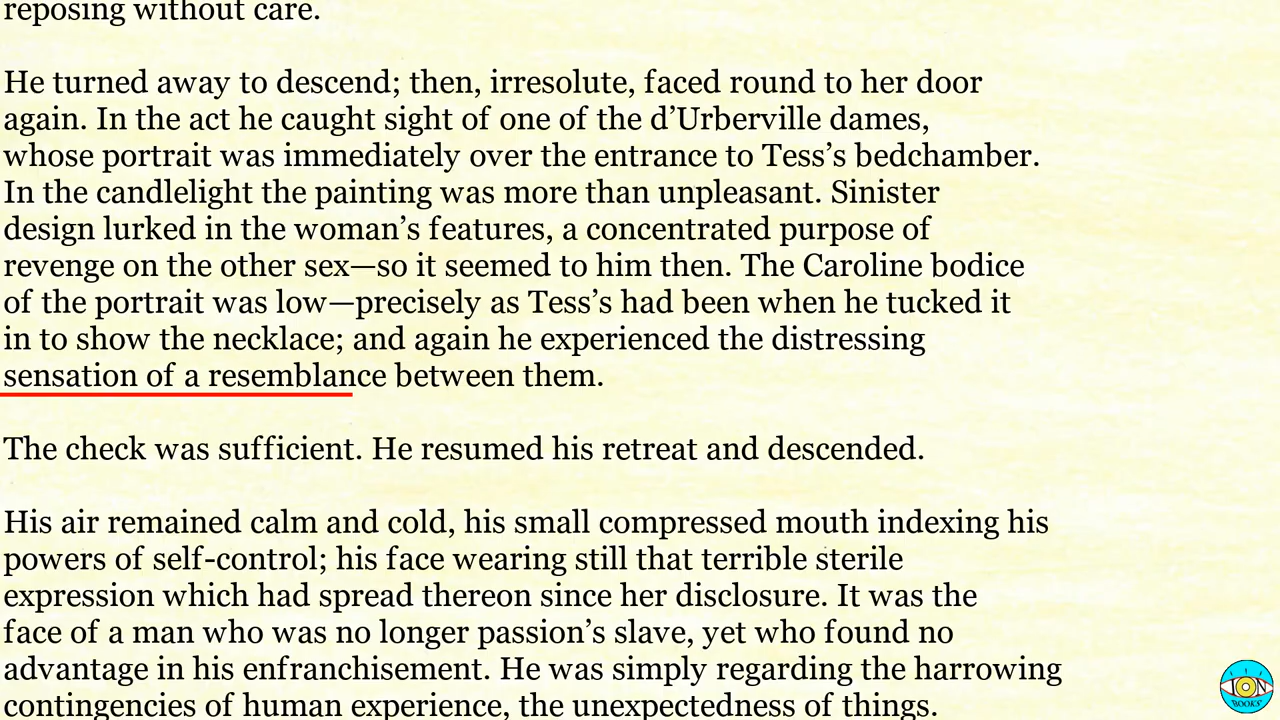 reposing without care.
He turned away to descend; then, irresolute, faced round to her door
again. In the act he caught sight of one of the d’Urberville dames,
whose portrait was immediately over the entrance to Tess’s bedchamber.
In the candlelight the painting was more than unpleasant. Sinister
design lurked in the woman’s features, a concentrated purpose of
revenge on the other sex—so it seemed to him then. The Caroline bodice
of the portrait was low—precisely as Tess’s had been when he tucked it
in to show the necklace; and again he experienced the distressing
sensation of a resemblance between them.
The check was sufficient. He resumed his retreat and descended.
His air remained calm and cold, his small compressed mouth indexing his
powers of self-control; his face wearing still that terrible sterile
expression which had spread thereon since her disclosure. It was the
face of a man who was no longer passion’s slave, yet who found no
advantage in his enfranchisement. He was simply regarding the harrowing
contingencies of human experience, the unexpectedness of things.
ION
BOOKS